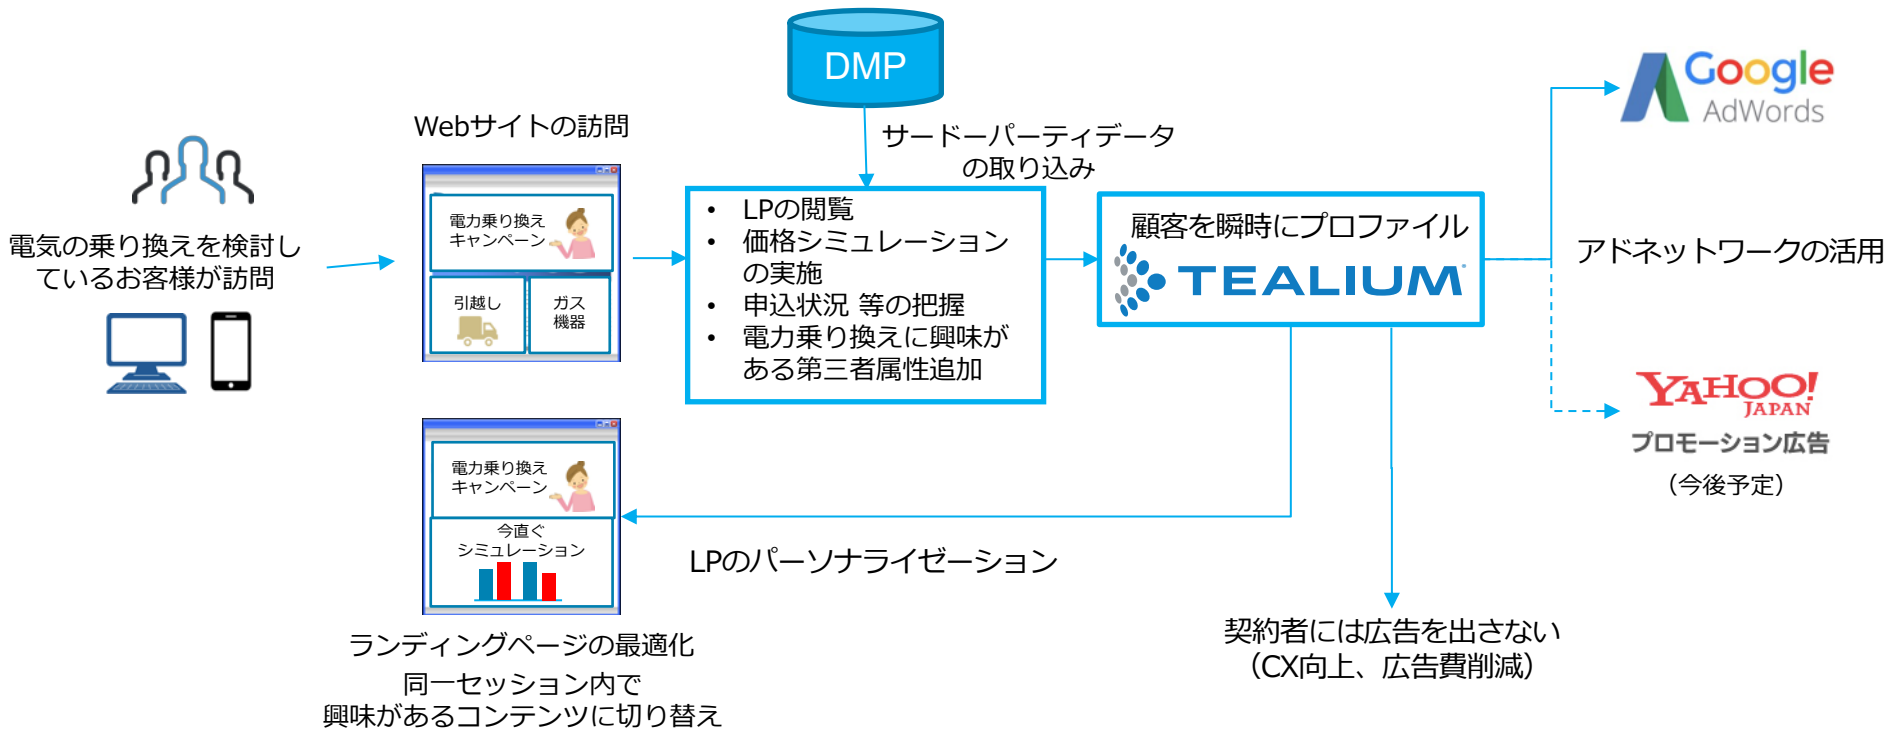 DMP
サードーパーティデータ
の取り込み
Webサイトの訪問
電気の乗り換えを検討し
ているお客様が訪問
電力乗り換え
キャンペーン
引越し
ガス
機器
• LPの閲覧
• 価格シミュレーション
の実施
• 申込状況 等の把握
• 電力乗り換えに興味が
ある第三者属性追加
顧客を瞬時にプロファイル
TEALIUM
Google
AdWords
アドネットワークの活用
YAHOO!
JAPAN
プロモーション広告
（今後予定）
電力乗り換え
キャンペーン
今直ぐ
シミュレーション
LPのパーソナライゼーション
ランディングページの最適化
同一セッション内で
興味があるコンテンツに切り替え
契約者には広告を出さない
（CX向上、広告費削減）